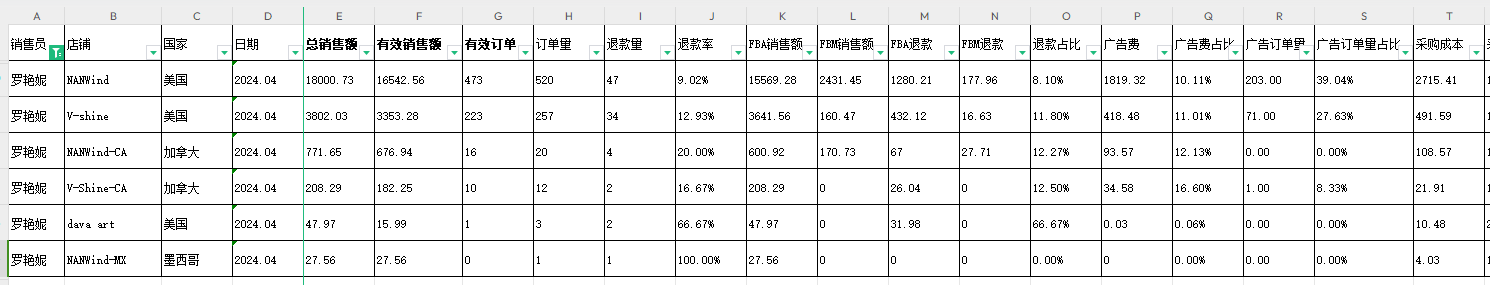 A B C D E F G H I J K L M N O P Q R S T
销售员 店铺 国家 日期 总销售额 有效销售额 有效订单 订单量 退款量 退款率 FBA销售额 FBM销售额 FBA退款 FBM退款 退款占比 广告费 广告费占比 广告订单量 广告订单量占比 采购成本
罗艳妮 NANWind 美国 2024.04 18000.73 16542.56 473 520 47 9.02% 15569.28 2431.45 1280.21 177.96 8.10% 1819.32 10.11% 203.00 39.04% 2715.41
罗艳妮 V-shine 美国 2024.04 3802.03 3353.28 223 257 34 12.93% 3641.56 160.47 432.12 16.63 11.80% 418.48 11.01% 71.00 27.63% 491.59
罗艳妮 NANWind-CA 加拿大 2024.04 771.65 676.94 16 20 4 20.00% 600.92 170.73 67 27.71 12.27% 93.57 12.13% 0.00 0.00% 108.57
罗艳妮 V-Shine-CA 加拿大 2024.04 208.29 182.25 10 12 2 16.67% 208.29 0 26.04 0 12.50% 34.58 16.60% 1.00 8.33% 21.91
罗艳妮 dava art 美国 2024.04 47.97 15.99 1 3 2 66.67% 47.97 0 31.98 0 66.67% 0.03 0.06% 0.00 0.00% 10.48
罗艳妮 NANWind-MX 墨西哥 2024.04 27.56 27.56 0 1 1 100.00% 27.56 0 0 0 0.00% 0 0.00% 0.00 0.00% 4.03